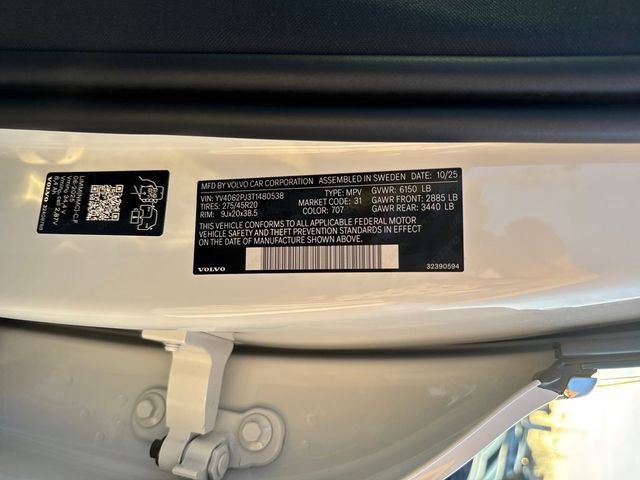 MFD BY VOLVO CAR CORPORATION ASSEMBLED IN SWEDEN 10/25
VIN: YV4062PU3T1480538 TYPE: MPV GVWR: 6150 LB
TIRES: 275/45R20 MARKET CODE: 31 GAWR FRONT: 2885 LB
RIM: 9Jx20x38.5 COLOR: 707 GAWR REAR: 3440 LB
THIS VEHICLE CONFORMS TO ALL APPLICABLE FEDERAL MOTOR
VEHICLE SAFETY AND THEFT PREVENTION STANDARDS IN EFFECT
ON THE DATE OF MANUFACTURE SHOWN ABOVE.
VOLVO 32390594
VOLVO